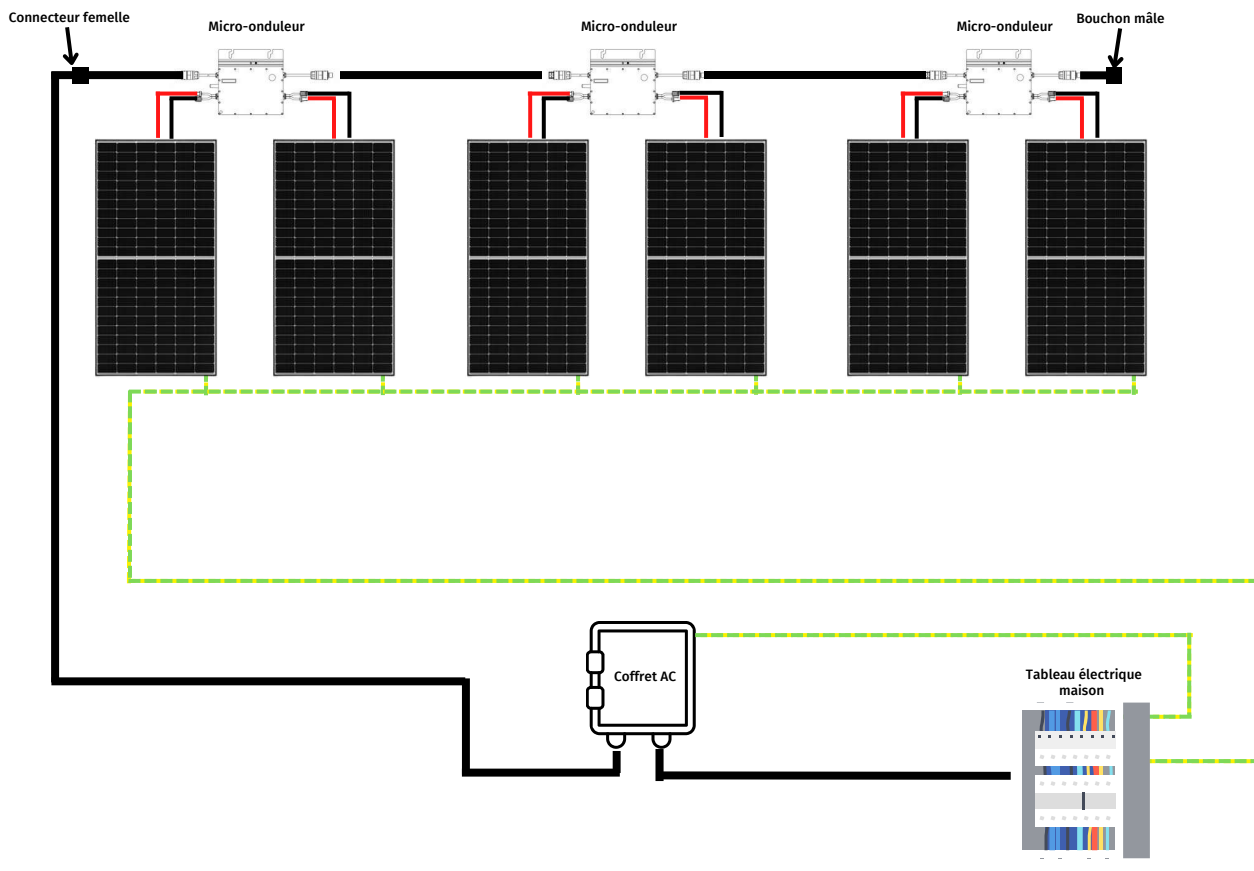 Connecteur femelle
Micro-onduleur
Micro-onduleur
Micro-onduleur
Bouchon mâle
Coffret AC
Tableau électrique
maison